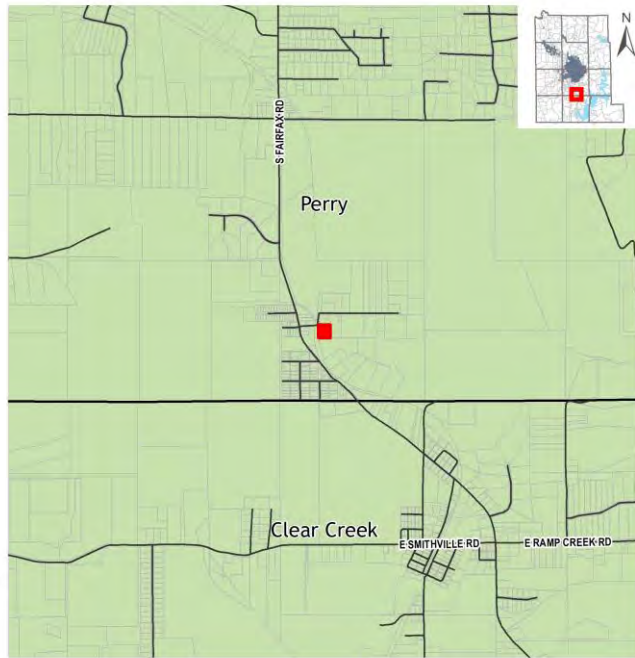 N
S FAIRFAX RD
Perry
Clear Creek
E SMITHVILLE RD
E RAMP CREEK RD